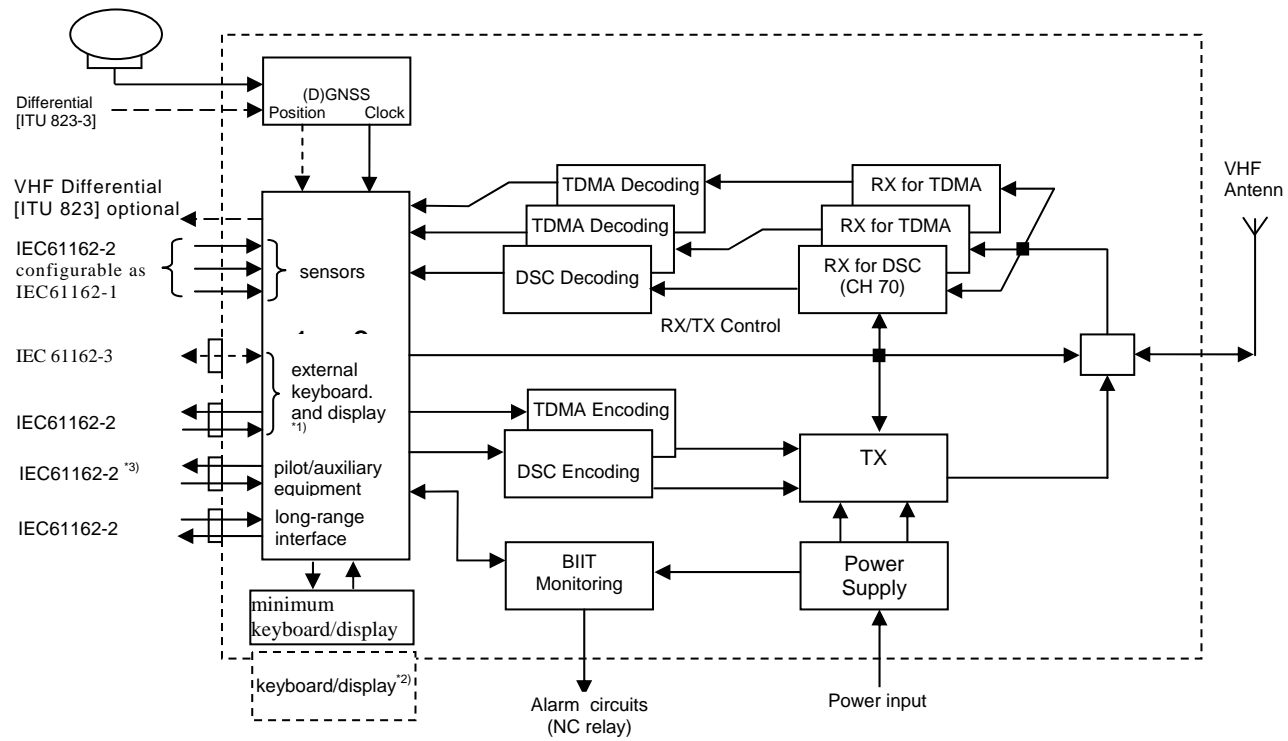 (D)GNSS
Position Clock
Differential
[ITU 823-3]
VHF Differential
[ITU 823] optional
IEC61162-2
configurable as
IEC61162-1
sensors
IEC 61162-3
external
keyboard.
and display
*1)
IEC61162-2
IEC61162-2 *3)
pilot/auxiliary
equipment
IEC61162-2
long-range
interface
minimum
keyboard/display
keyboard/display*2)
TDMA Decoding
TDMA Decoding
DSC Decoding
RX for TDMA
RX for TDMA
RX for DSC
(CH 70)
RX/TX Control
TDMA Encoding
DSC Encoding
TX
BIIT
Monitoring
Power
Supply
Alarm circuits
(NC relay)
Power input
VHF
Antenn